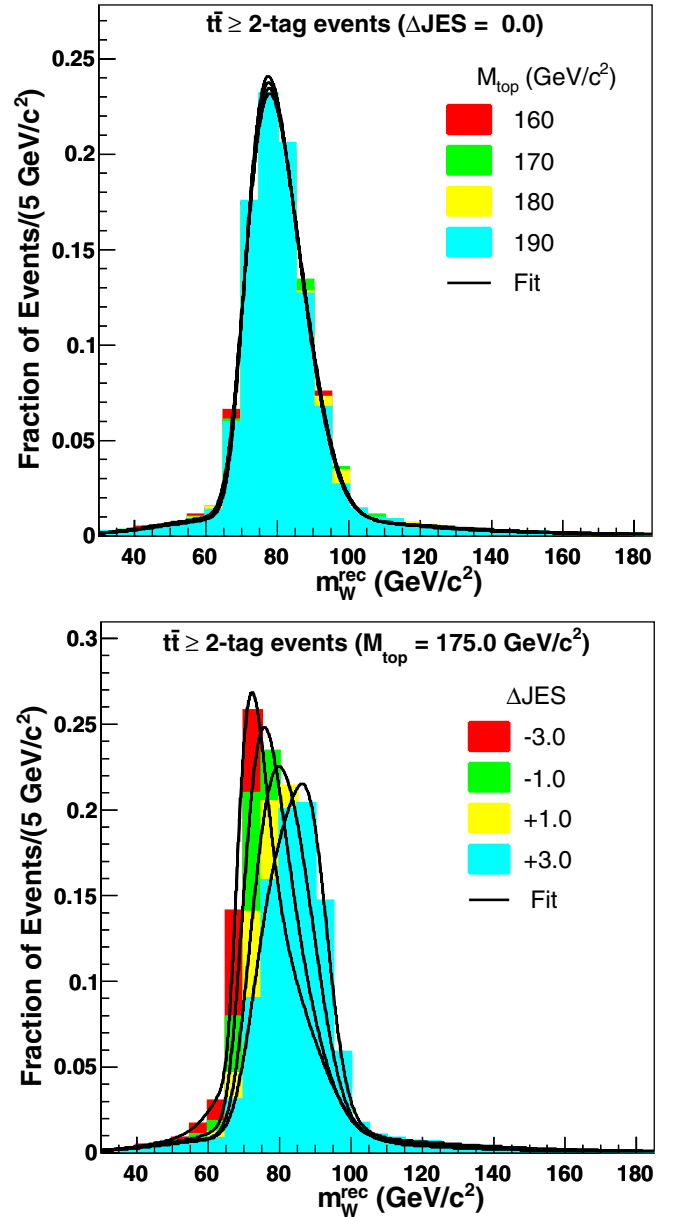 tt̄ ≥ 2-tag events (ΔJES = 0.0)
Fraction of Events/(5 GeV/c²)
0.25
0.2
0.15
0.1
0.05
0
M_top (GeV/c²)
160
170
180
190
Fit
40 60 80 100 120 140 160 180
m_W^rec (GeV/c²)
tt̄ ≥ 2-tag events (M_top = 175.0 GeV/c²)
Fraction of Events/(5 GeV/c²)
0.3
0.25
0.2
0.15
0.1
0.05
0
ΔJES
-3.0
-1.0
+1.0
+3.0
Fit
40 60 80 100 120 140 160 180
m_W^rec (GeV/c²)